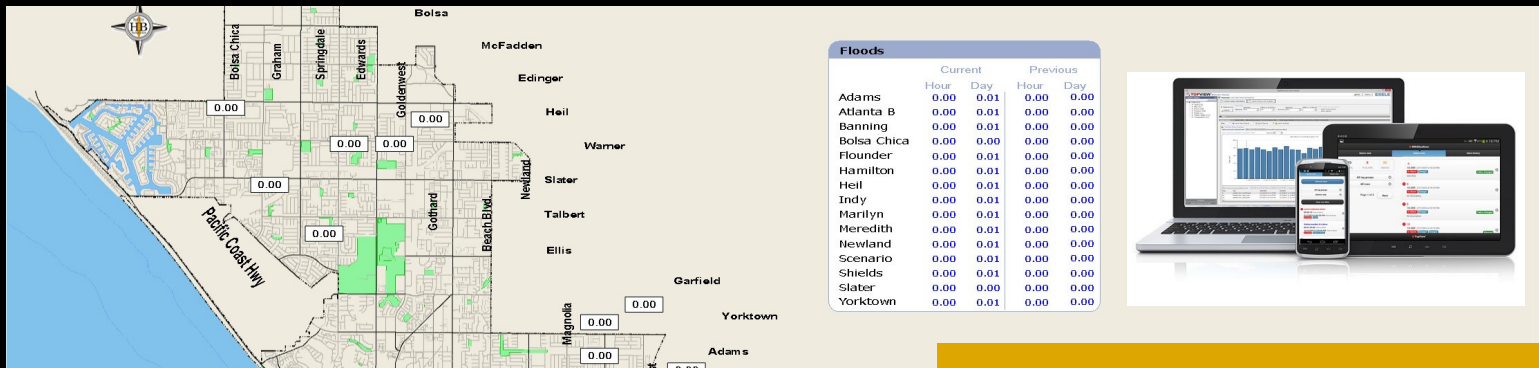 HB
Bolsa
McFadden
Edinger
Heil
Warner
Slater
Talbert
Ellis
Garfield
Yorktown
Adams
Bolsa Chica
Graham
Springdale
Edwards
Goldenwest
Gothard
Beach Blvd.
Newland
Magnolia
Pacific Coast Hwy
0.00
0.00
0.00
0.00
0.00
0.00
0.00
0.00
0.00
Floods
Current Previous
Hour Day Hour Day
Adams 0.00 0.01 0.00 0.00
Atlanta B 0.00 0.01 0.00 0.00
Banning 0.00 0.01 0.00 0.00
Bolsa Chica 0.00 0.00 0.00 0.00
Flounder 0.00 0.01 0.00 0.00
Hamilton 0.00 0.01 0.00 0.00
Heil 0.00 0.01 0.00 0.00
Indy 0.00 0.01 0.00 0.00
Marilyn 0.00 0.01 0.00 0.00
Meredith 0.00 0.01 0.00 0.00
Newland 0.00 0.01 0.00 0.00
Scenario 0.00 0.01 0.00 0.00
Shields 0.00 0.01 0.00 0.00
Slater 0.00 0.00 0.00 0.00
Yorktown 0.00 0.01 0.00 0.00
TOPVIEW